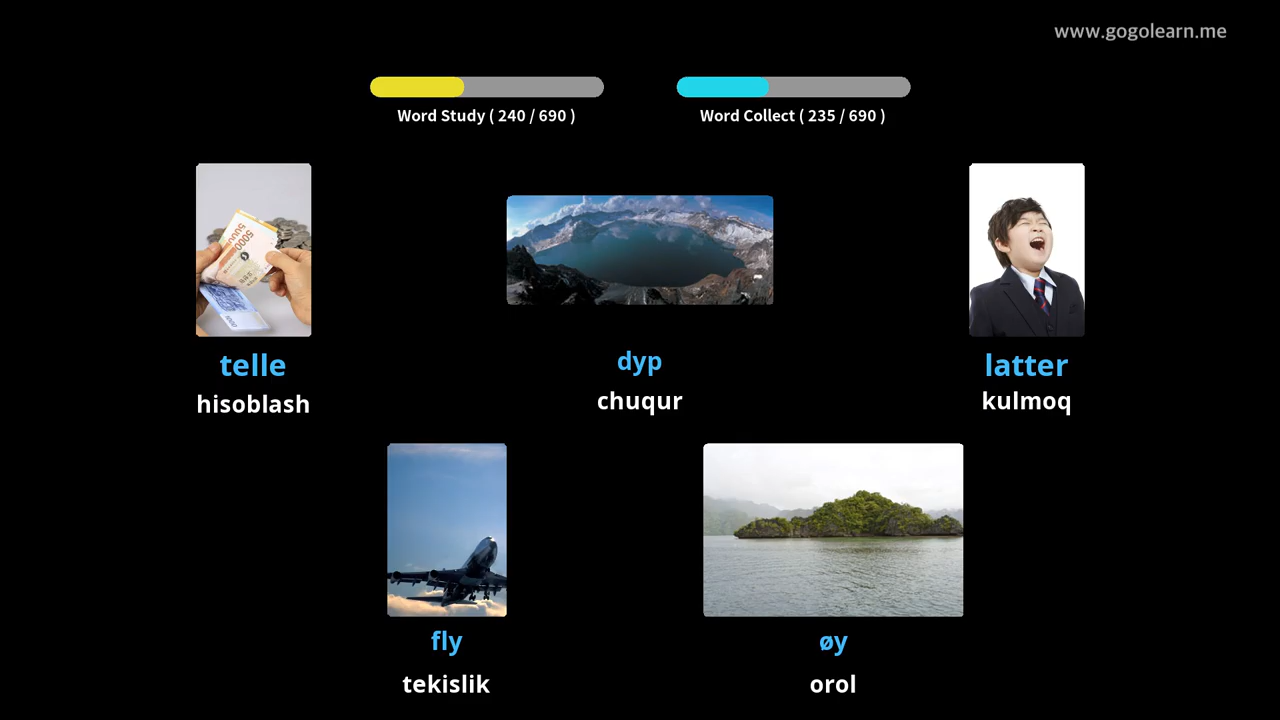 www.gogolearn.me
Word Study ( 240 / 690 )
Word Collect ( 235 / 690 )
5000
telle
hisoblash
dyp
chuqur
latter
kulmoq
fly
tekislik
øy
orol